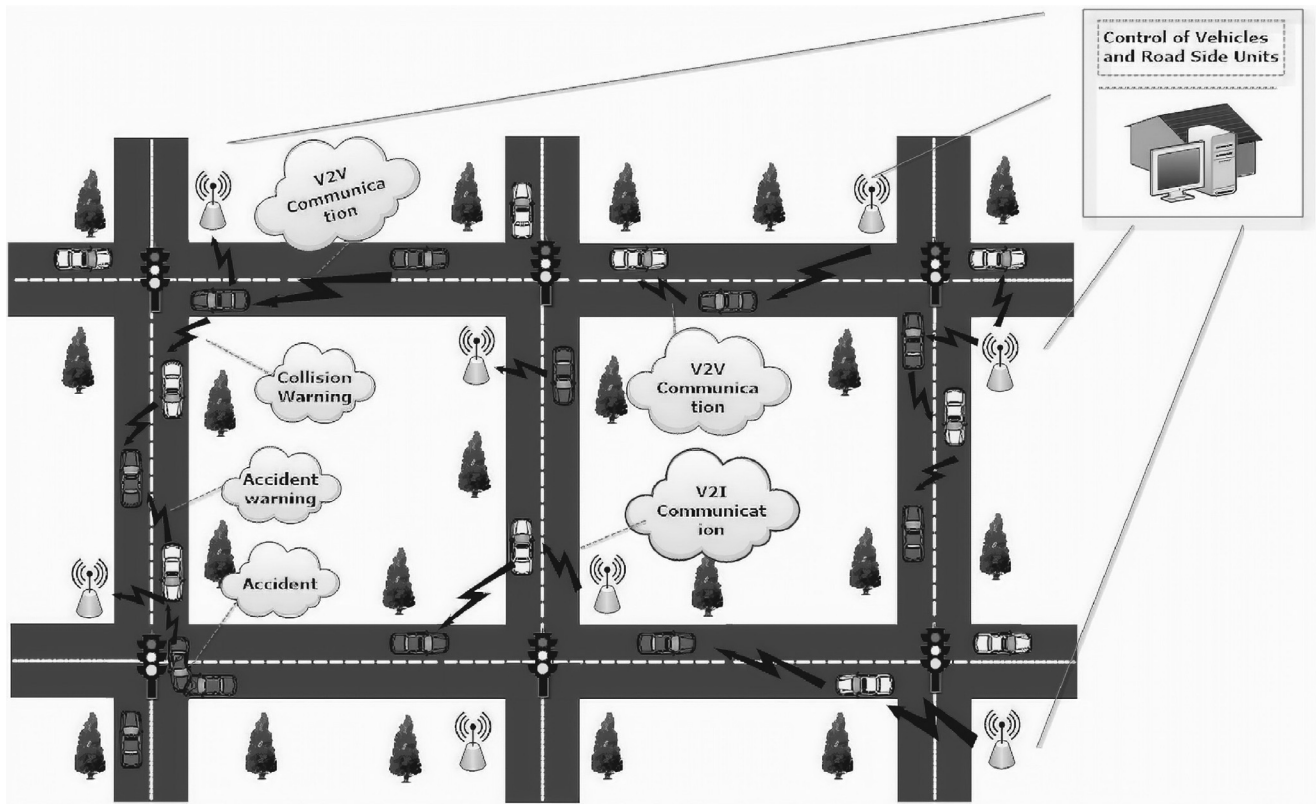 Control of Vehicles
and Road Side Units
V2V
Communica
tion
Collision
Warning
V2V
Communica
tion
Accident
warning
V2I
Communicat
ion
Accident